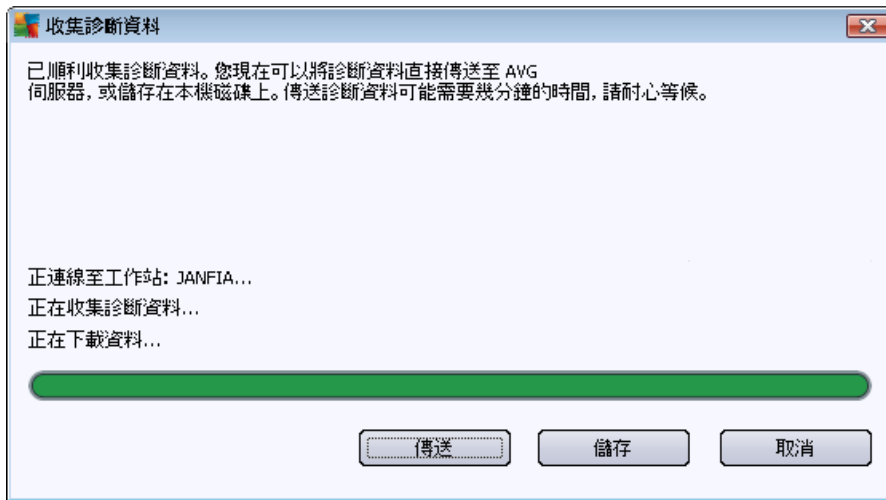 收集診斷資料
已順利收集診斷資料。您現在可以將診斷資料直接傳送至 AVG
伺服器, 或儲存在本機磁碟上。傳送診斷資料可能需要幾分鐘的時間, 請耐心等候。
正連線至工作站: JANFIA...
正在收集診斷資料...
正在下載資料...
傳送
儲存
取消